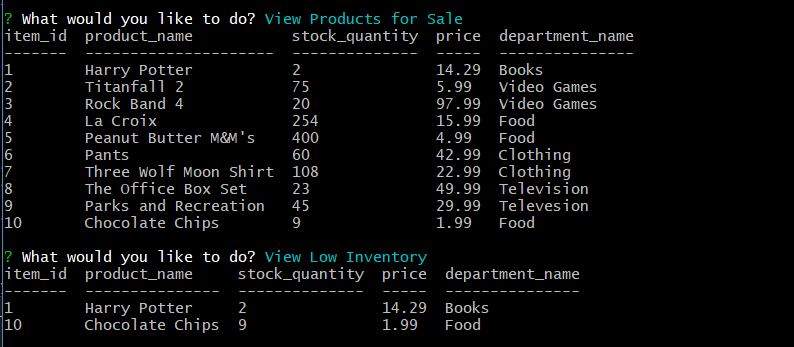 ? What would you like to do? View Products for Sale
item_id  product_name           stock_quantity  price  department_name
-------  ---------------------  --------------  -----  ---------------
1        Harry Potter           2               14.29  Books
2        Titanfall 2            75              5.99   Video Games
3        Rock Band 4            20              97.99  Video Games
4        La Croix               254             15.99  Food
5        Peanut Butter M&M's    400             4.99   Food
6        Pants                  60              42.99  Clothing
7        Three Wolf Moon Shirt  108             22.99  Clothing
8        The Office Box Set     23              49.99  Television
9        Parks and Recreation   45              29.99  Televesion
10       Chocolate Chips        9               1.99   Food
? What would you like to do? View Low Inventory
item_id  product_name     stock_quantity  price  department_name
-------  ---------------  --------------  -----  ---------------
1        Harry Potter     2               14.29  Books
10       Chocolate Chips  9               1.99   Food